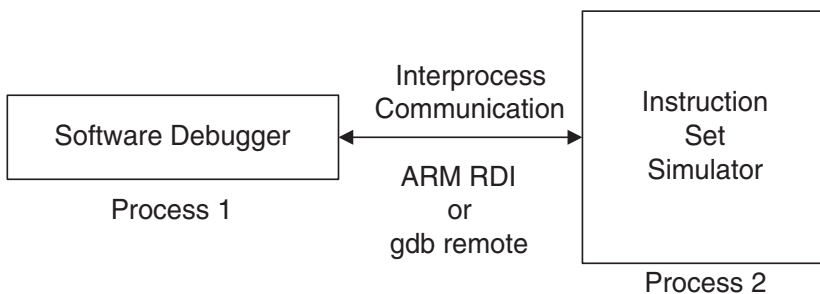 Software Debugger
Process 1
Interprocess
Communication
ARM RDI
or
gdb remote
Instruction
Set
Simulator
Process 2